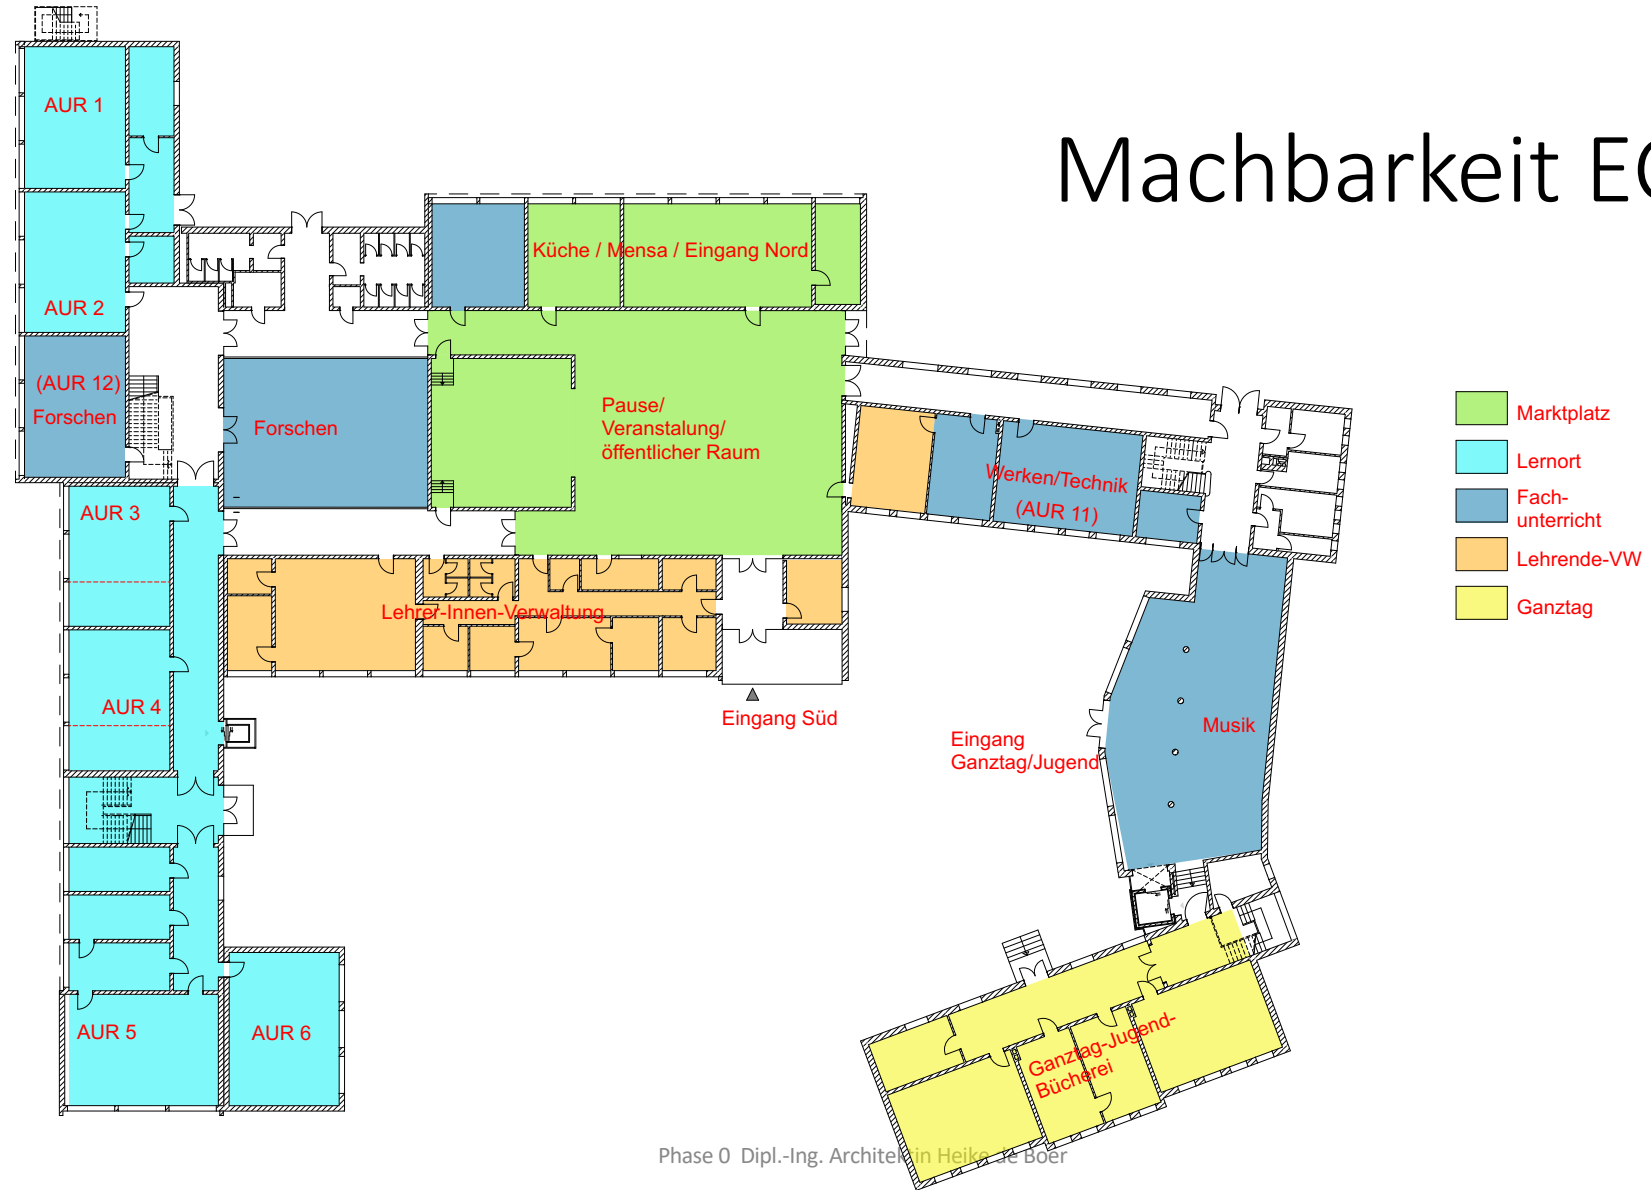 Machbarkeit EG
AUR 1
AUR 2
(AUR 12)
Forschen
Forschen
Küche / Mensa / Eingang Nord
Pause/
Veranstalung/
öffentlicher Raum
Werken/Technik
(AUR 11)
Marktplatz
Lernort
Fach-
unterricht
Lehrende-VW
Ganztag
AUR 3
AUR 4
Lehrer-Innen-Verwaltung
Eingang Süd
Eingang
Ganztag/Jugend
Musik
AUR 5
AUR 6
Ganztag-Jugend-
Bücherei
Phase 0 Dipl.-Ing. Architektin Heike de Boer